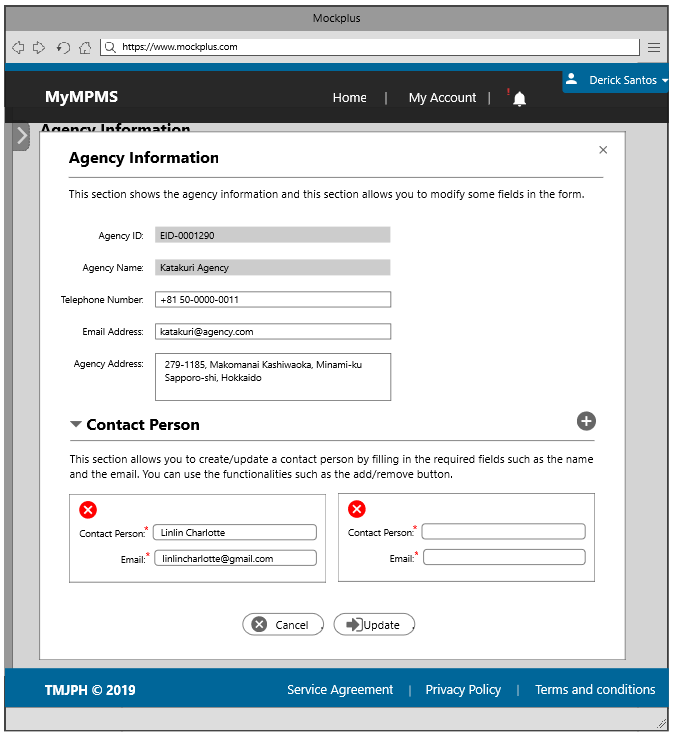 Mockplus
https://www.mockplus.com
Derick Santos
MyMPMS
Home | My Account | !
Agency Information
Agency Information
This section shows the agency information and this section allows you to modify some fields in the form.
Agency ID: EID-0001290
Agency Name: Katakuri Agency
Telephone Number: +81 50-0000-0011
Email Address: katakuri@agency.com
Agency Address: 279-1185, Makomanai Kashiwaoka, Minami-ku
Sapporo-shi, Hokkaido
Contact Person
This section allows you to create/update a contact person by filling in the required fields such as the name
and the email. You can use the functionalities such as the add/remove button.
Contact Person:* Linlin Charlotte
Email:* linlincharlotte@gmail.com
Contact Person:*
Email:*
Cancel
Update
TMJPH © 2019
Service Agreement | Privacy Policy | Terms and conditions